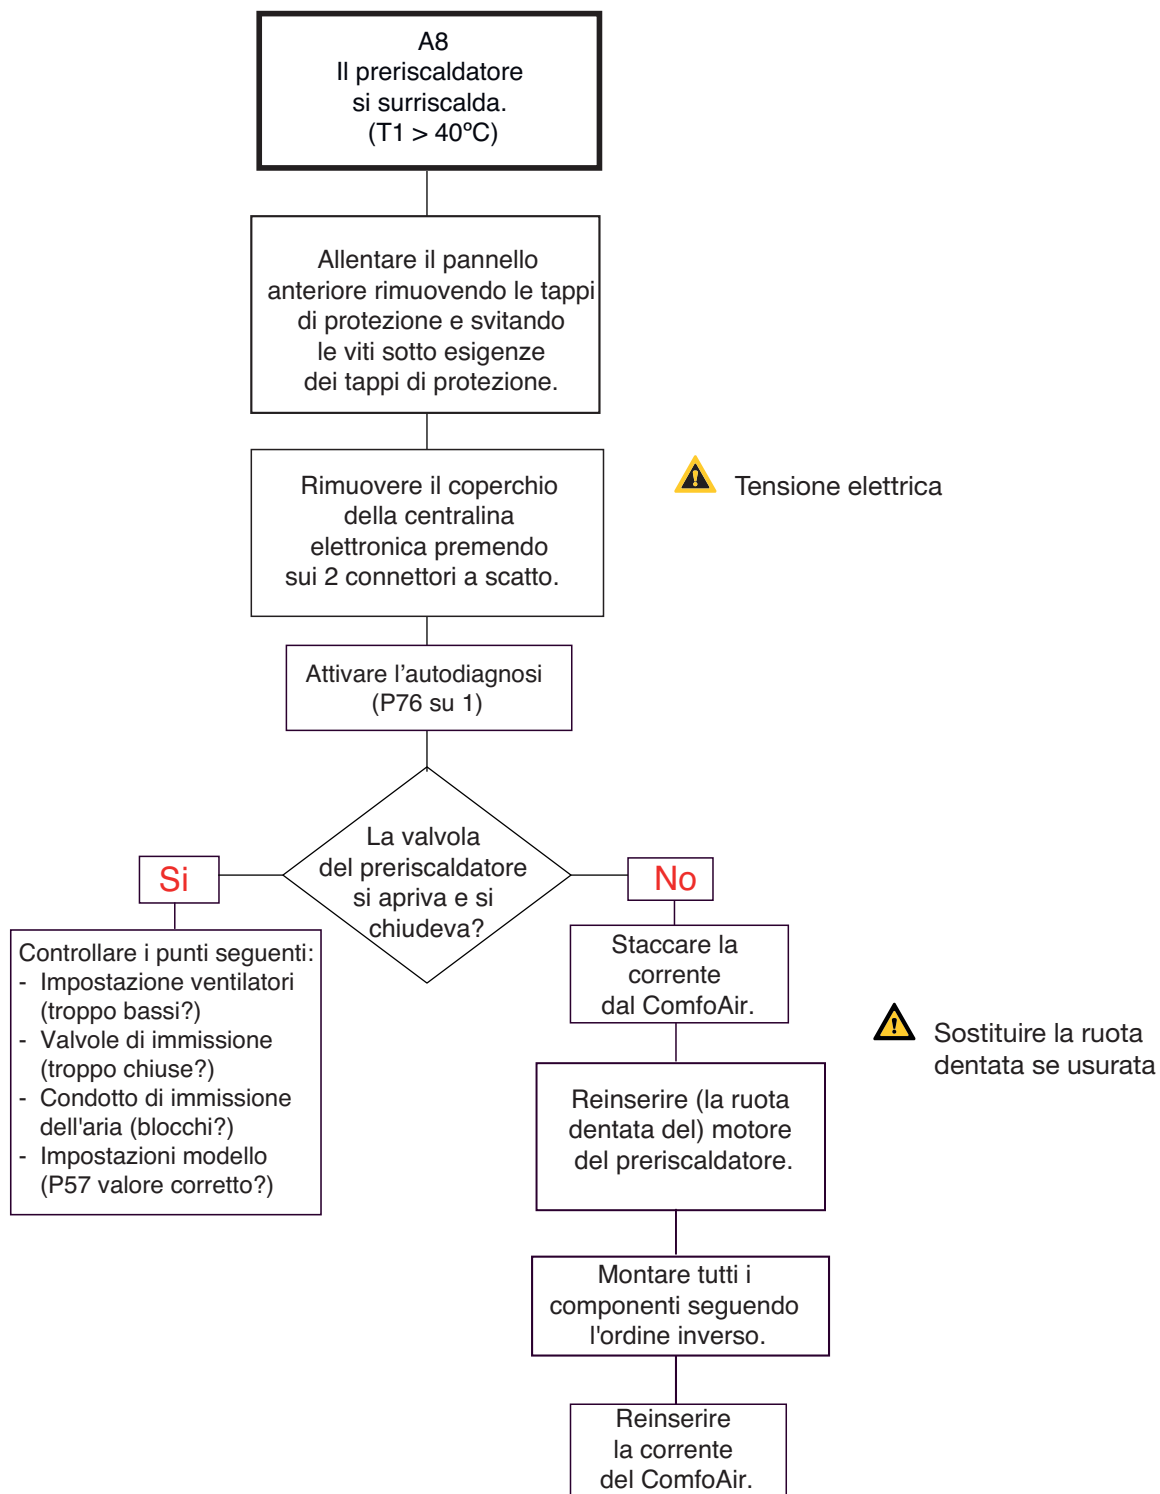 A8
Il preriscaldatore
si surriscalda.
(T1 > 40ºC)
Allentare il pannello
anteriore rimuovendo le tappi
di protezione e svitando
le viti sotto esigenze
dei tappi di protezione.
Rimuovere il coperchio
della centralina
elettronica premendo
sui 2 connettori a scatto.
Tensione elettrica
Attivare l'autodiagnosi
(P76 su 1)
La valvola
del preriscaldatore
si apriva e si
chiudeva?
Si
No
Controllare i punti seguenti:
- Impostazione ventilatori
(troppo bassi?)
- Valvole di immissione
(troppo chiuse?)
- Condotto di immissione
dell'aria (blocchi?)
- Impostazioni modello
(P57 valore corretto?)
Staccare la
corrente
dal ComfoAir.
Sostituire la ruota
dentata se usurata
Reinserire (la ruota
dentata del) motore
del preriscaldatore.
Montare tutti i
componenti seguendo
l'ordine inverso.
Reinserire
la corrente
del ComfoAir.